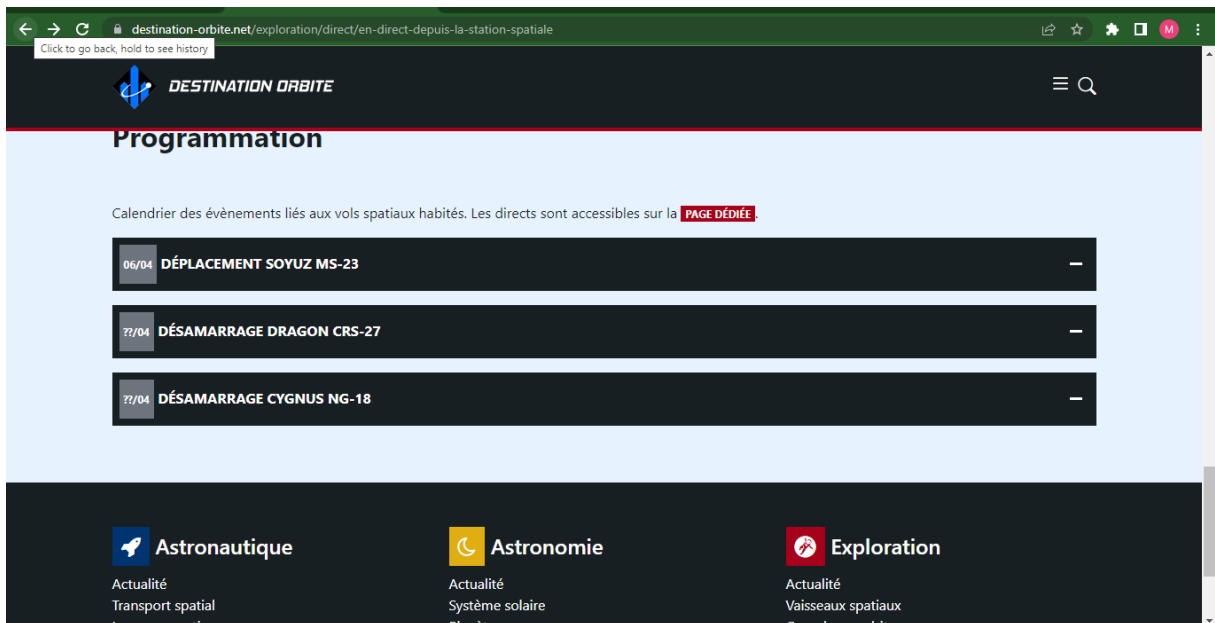 destination-orbite.net/exploration/direct/en-direct-depuis-la-station-spatiale
M
Click to go back, hold to see history
DESTINATION ORBITE
Programmation
Calendrier des évènements liés aux vols spatiaux habités. Les directs sont accessibles sur la PAGE DÉDIÉE.
06/04 DÉPLACEMENT SOYUZ MS-23
??/04 DÉSAMARRAGE DRAGON CRS-27
??/04 DÉSAMARRAGE CYGNUS NG-18
Astronautique
Actualité
Transport spatial
Astronomie
Actualité
Système solaire
Exploration
Actualité
Vaisseaux spatiaux